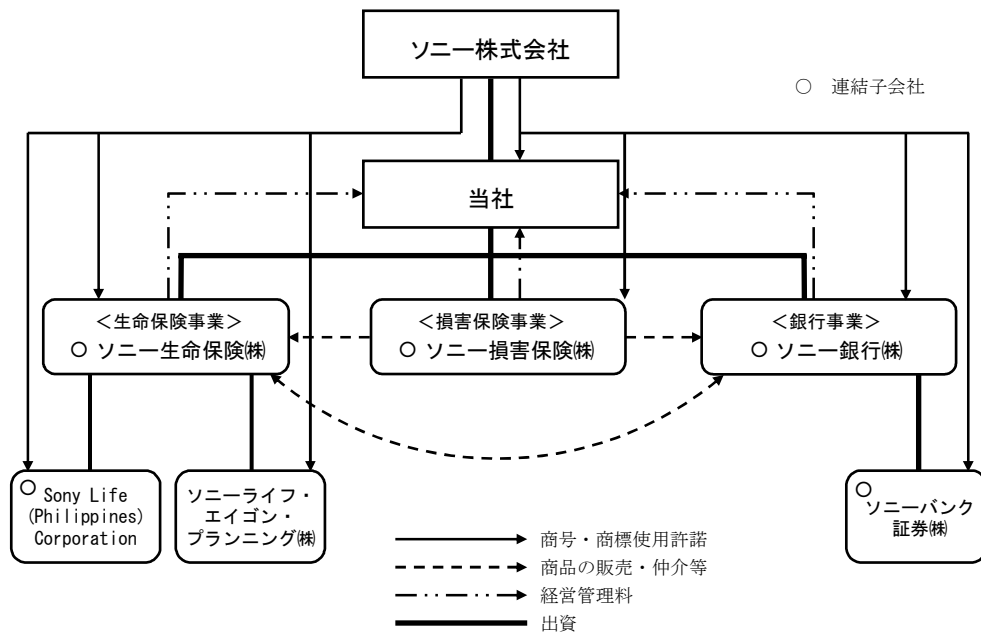 ソニー株式会社
○ 連結子会社
当社
＜生命保険事業＞
○ ソニー生命保険㈱
＜損害保険事業＞
○ ソニー損害保険㈱
＜銀行事業＞
○ ソニー銀行㈱
○ Sony Life
(Philippines)
Corporation
ソニーライフ・
エイゴン・
プランニング㈱
○ ソニーバンク
証券㈱
商号・商標使用許諾
商品の販売・仲介等
経営管理料
出資